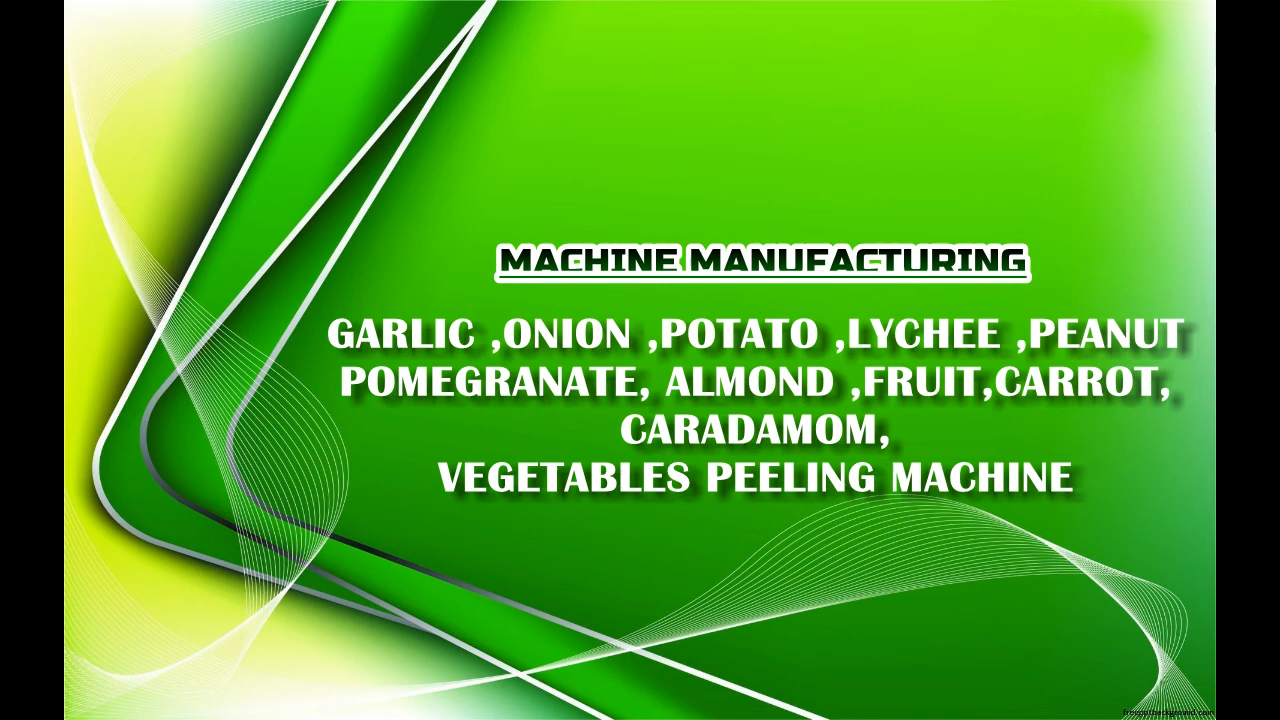 MACHINE MANUFACTURING
GARLIC ,ONION ,POTATO ,LYCHEE ,PEANUT
POMEGRANATE, ALMOND ,FRUIT,CARROT,
CARADAMOM,
VEGETABLES PEELING MACHINE